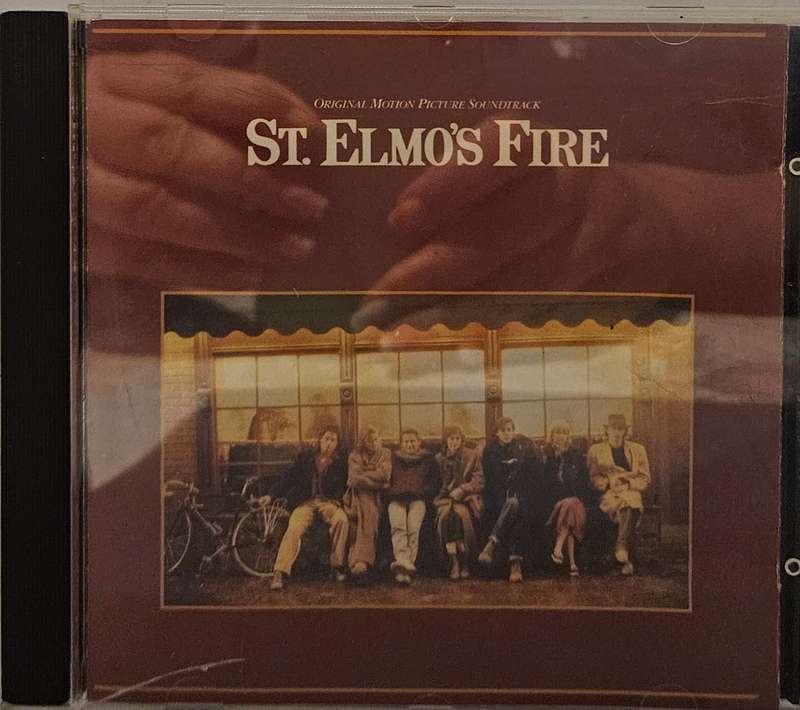 ORIGINAL MOTION PICTURE SOUNDTRACK
ST. ELMO'S FIRE